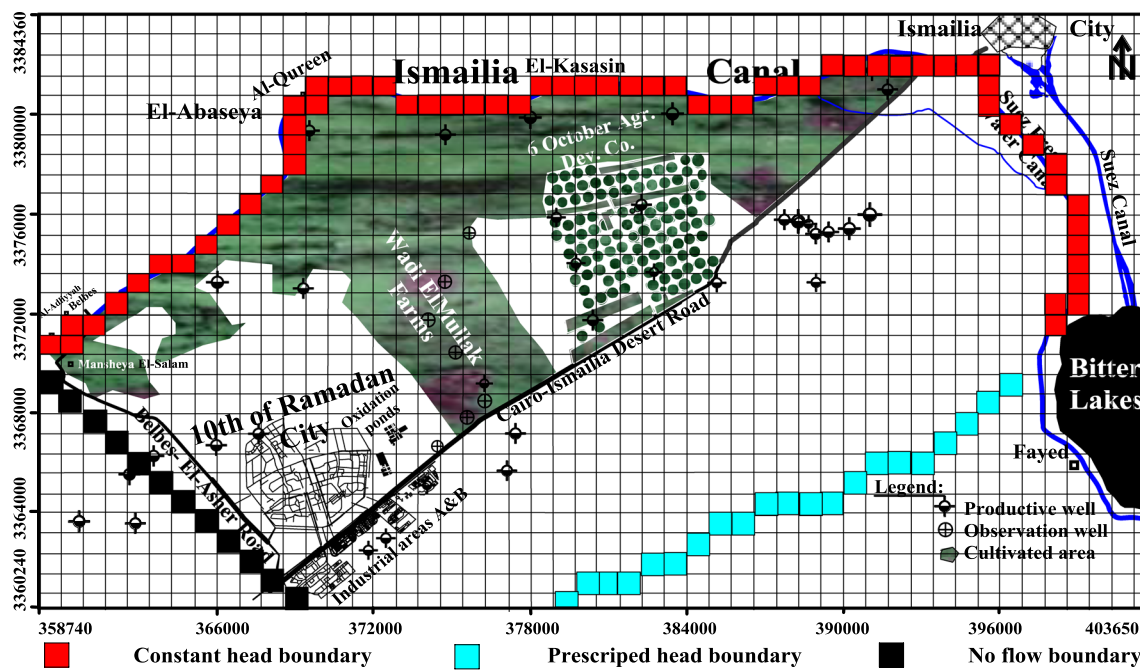 3384360
3380000
3376000
3372000
3368000
3364000
3360240
Ismailia City
N
Ismailia Canal
El-Kasasin
Al-Qureen
El-Abaseya
6 October Agr.
Dev. Co.
Suez Canal
Wadi ElMullak
Farms
Al-Adliyyah
Belbes
Mansheya El-Salam
Cairo-Ismailia Desert Road
Bitter
Lakes
10th of Ramadan
City
Oxidation
ponds
Belbes- El-Asher Road
Industrial areas A&B
Fayed
Legend:
Productive well
Observation well
Cultivated area
358740
366000
372000
378000
384000
390000
396000
403650
Constant head boundary
Prescriped head boundary
No flow boundary